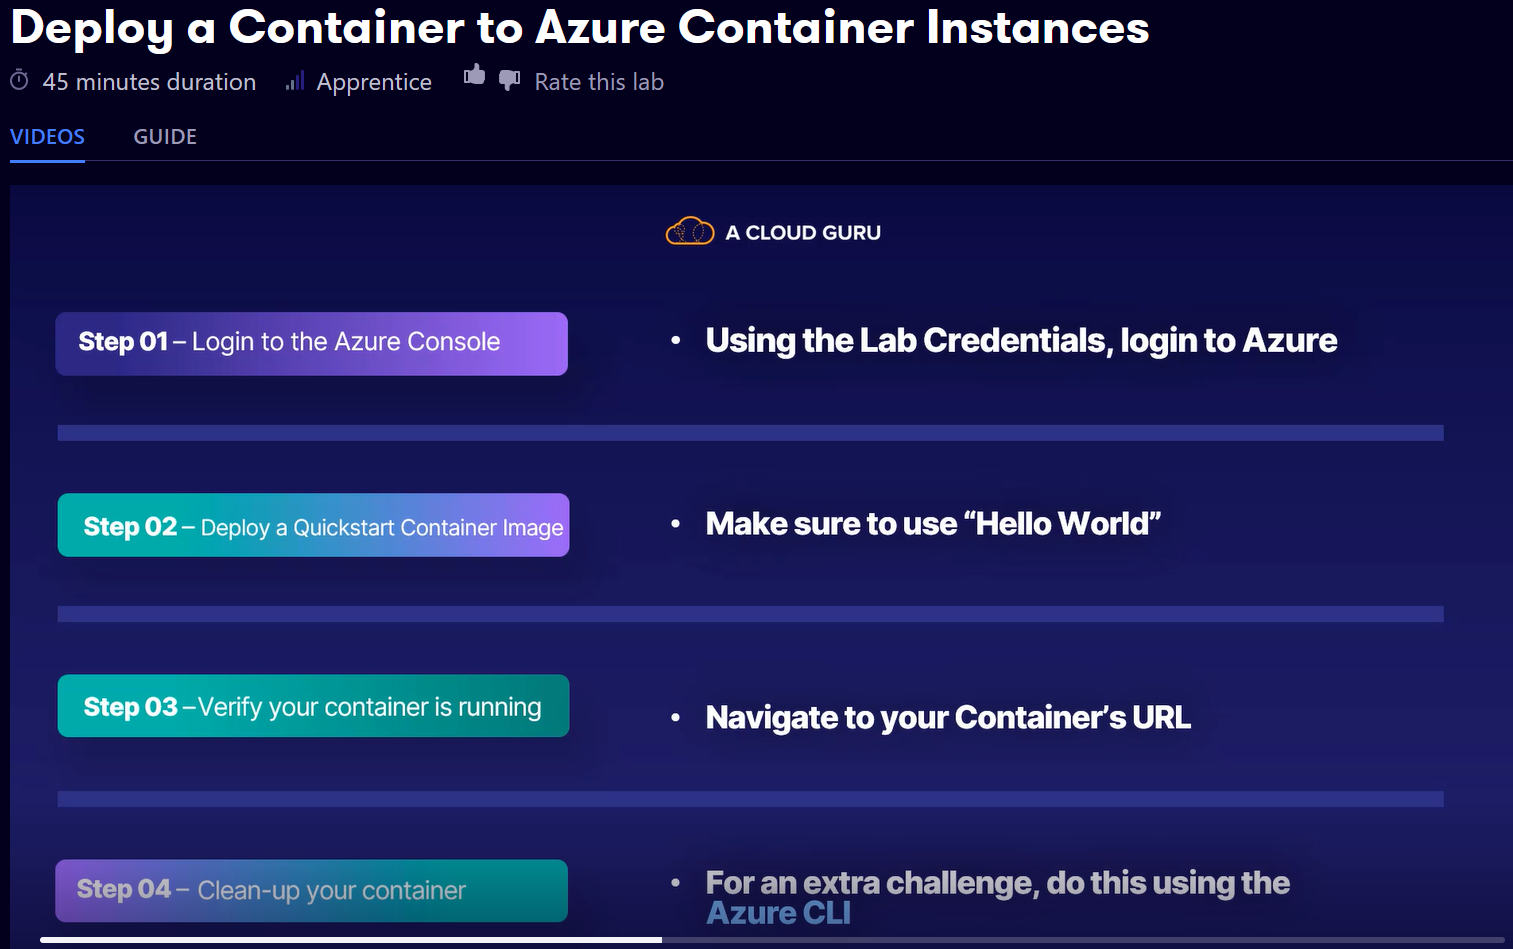 Deploy a Container to Azure Container Instances
45 minutes duration Apprentice Rate this lab
VIDEOS GUIDE
A CLOUD GURU
Step 01 – Login to the Azure Console
• Using the Lab Credentials, login to Azure
Step 02 – Deploy a Quickstart Container Image
• Make sure to use “Hello World”
Step 03 –Verify your container is running
• Navigate to your Container’s URL
Step 04 – Clean-up your container
• For an extra challenge, do this using the
Azure CLI